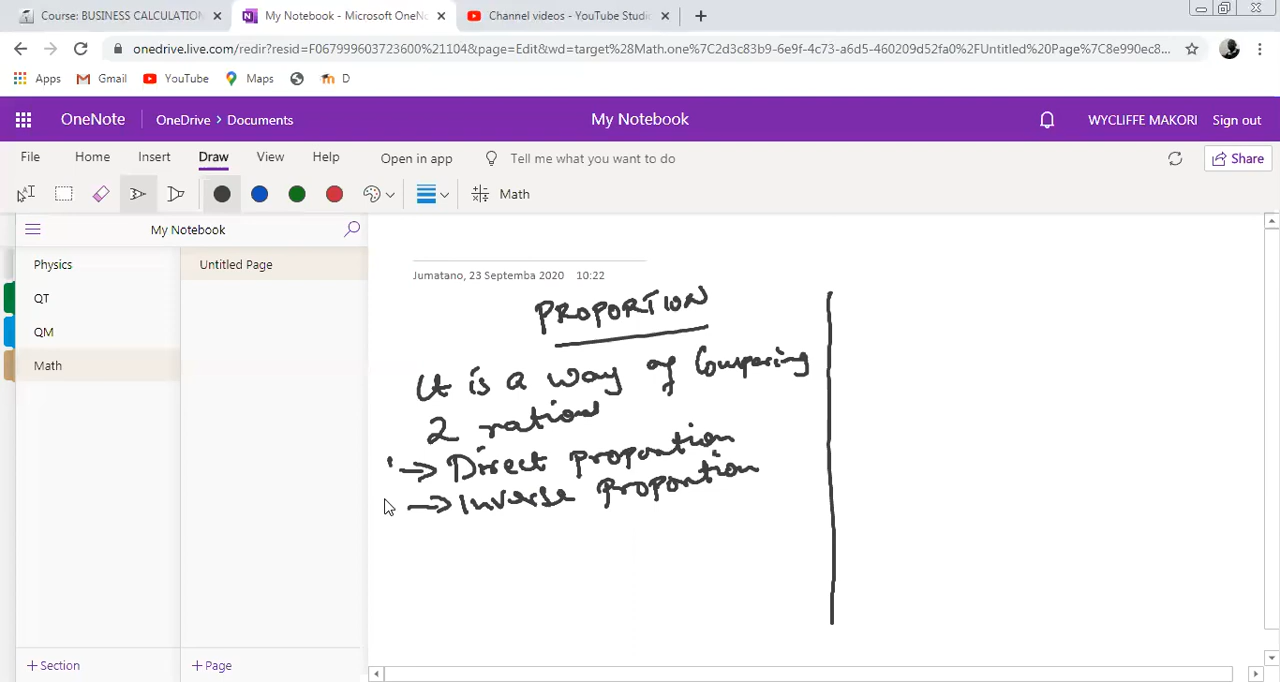 Course: BUSINESS CALCULATION
My Notebook - Microsoft OneNo
Channel videos - YouTube Studio
onedrive.live.com/redir?resid=F067999603723600%21104&page=Edit&wd=target%28Math.one%7C2d3c83b9-6e9f-4c73-a6d5-460209d52fa0%2FUntitled%20Page%7C8e990ec8...
Apps Gmail YouTube Maps D
OneNote OneDrive > Documents My Notebook WYCLIFFE MAKORI Sign out
File Home Insert Draw View Help Open in app Tell me what you want to do Share
Math
My Notebook
Physics
QT
QM
Math
Untitled Page
Jumatano, 23 Septemba 2020 10:22
PROPORTION
It is a way of Comparing
2 rations
→ Direct proportion
→ Inverse proportion
+ Section + Page